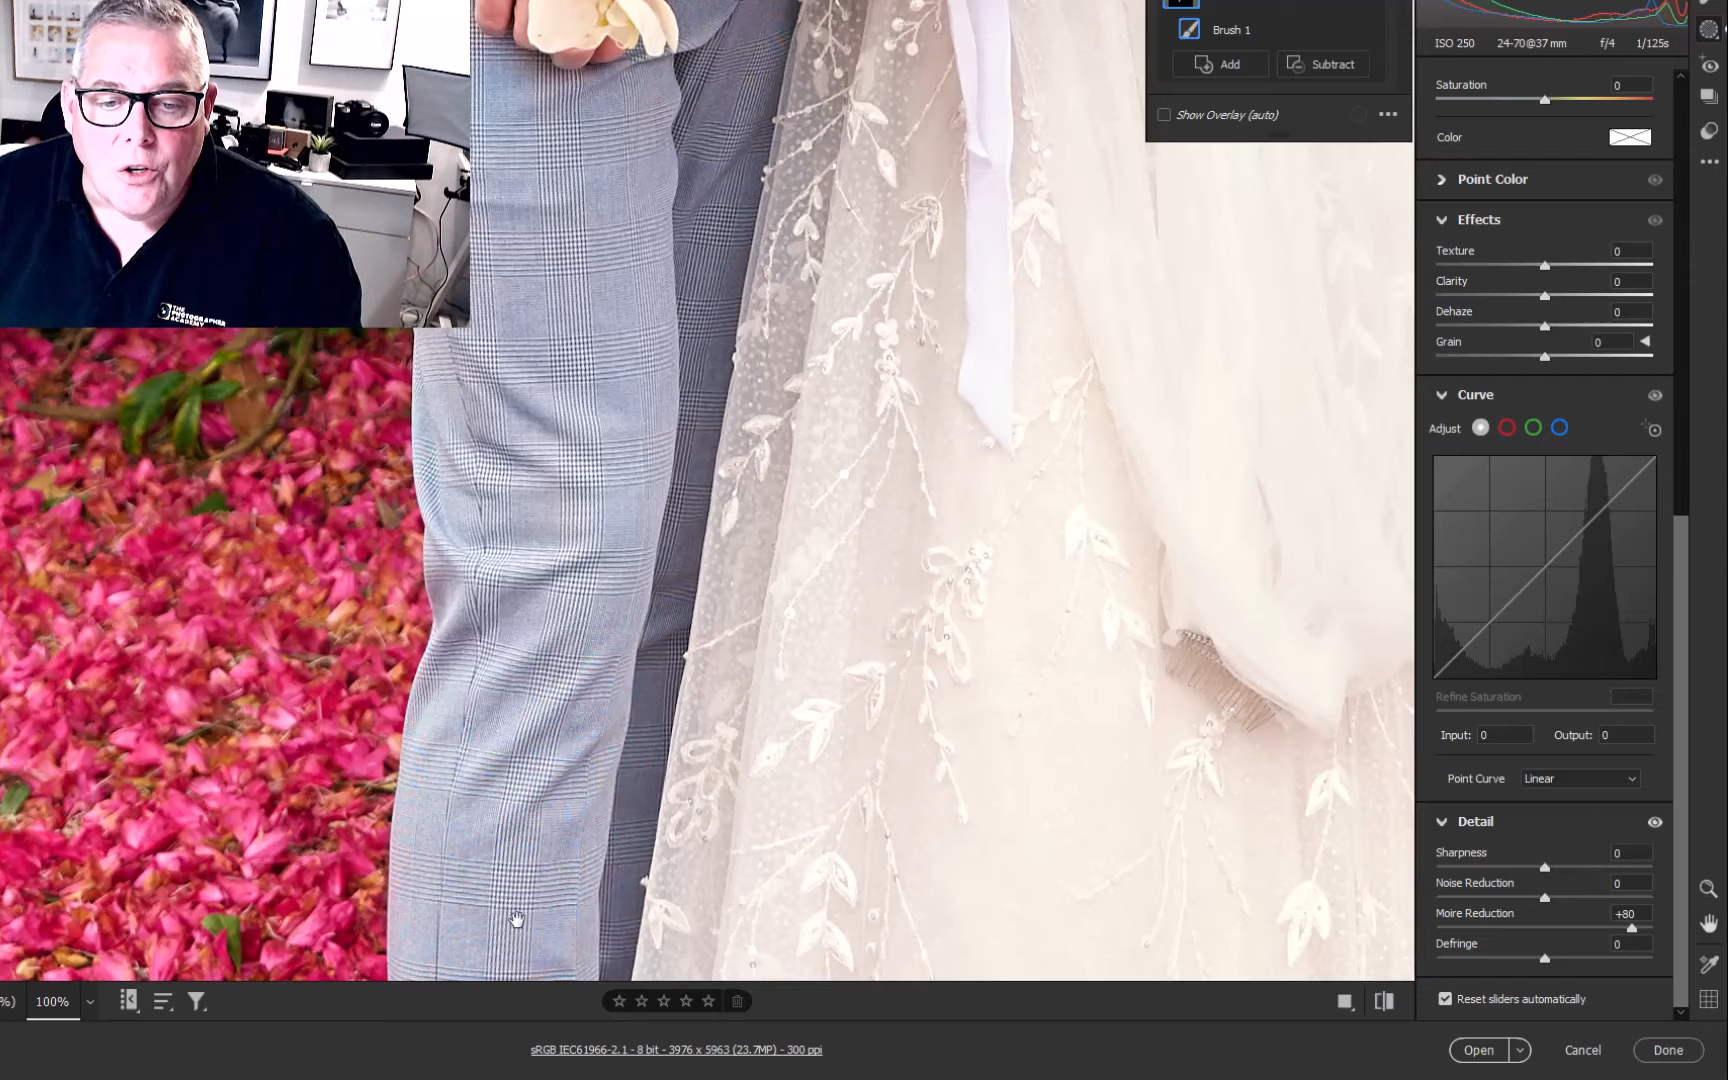 Brush 1
Add
Subtract
Show Overlay (auto)
THE
PHOTOGRAPHER
ACADEMY
ISO 250 24-70@37 mm f/4 1/125s
Saturation 0
Color
Point Color
Effects
Texture 0
Clarity 0
Dehaze 0
Grain 0
Curve
Adjust
Refine Saturation
Input: 0 Output: 0
Point Curve Linear
Detail
Sharpness 0
Noise Reduction 0
Moire Reduction +80
Defringe 0
Reset sliders automatically
%) 100%
sRGB IEC61966-2.1 - 8 bit - 3976 x 5963 (23.7MP) - 300 ppi
Open Cancel Done